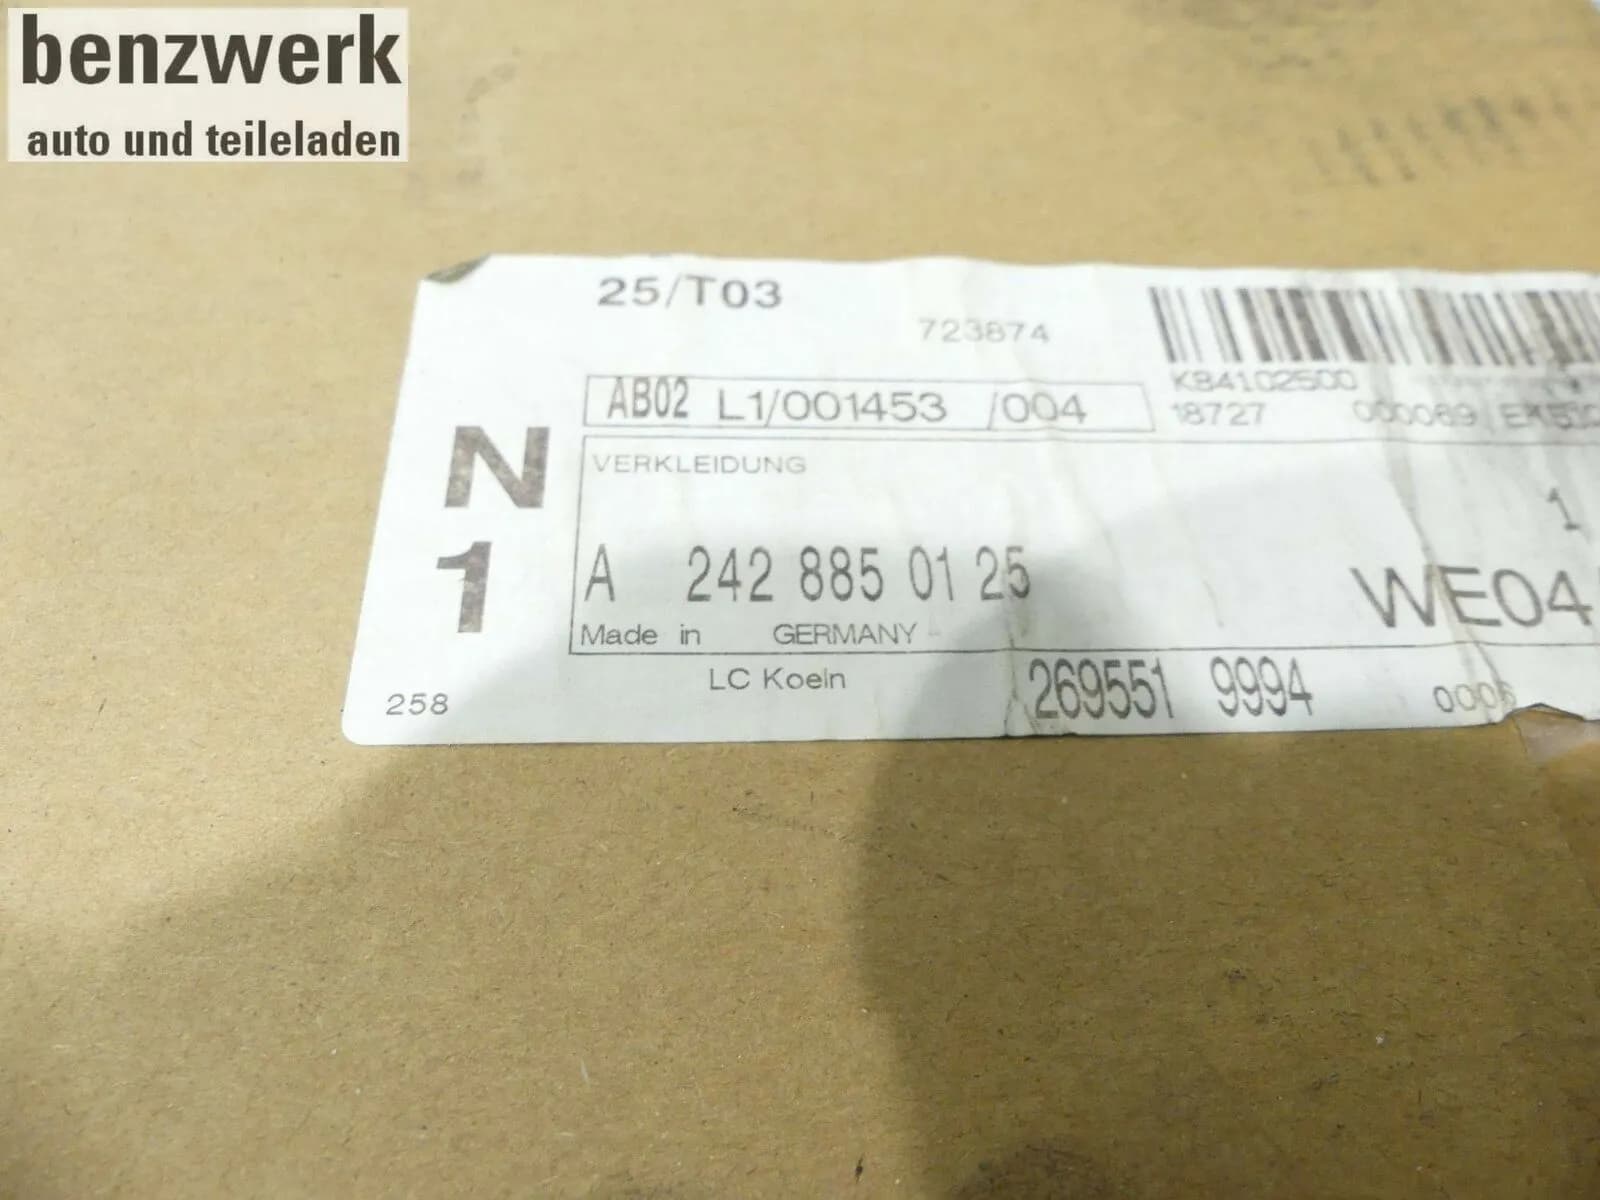 benzwerk
auto und teileladen
25/T03
723874
K84102500
AB02 L1/001453 /004
18727 000069
N
1
VERKLEIDUNG
1
A 242 885 01 25
WE04
Made in GERMANY
LC Koeln
269551 9994
258